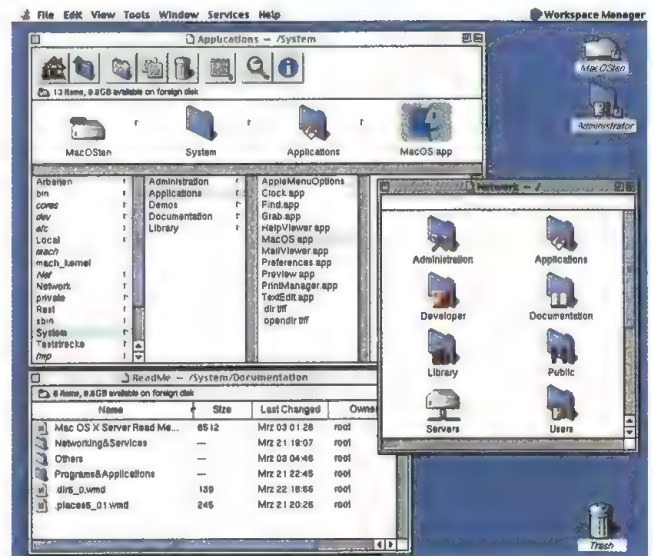 File Edit View Tools Window Services Help
Workspace Manager
Applications — /System
13 Items, 9.8GB available on foreign disk
MacOSten
System
Applications
MacOS app
Arbeiten
bin
cores
dev
etc
Local
mach
mach_kernel
Net
Network
private
Rest
sbin
System
Teststrecke
tmp
Administration
Applications
Demos
Documentation
Library
AppleMenuOptions
Clock.app
Find.app
Grab.app
HelpViewer.app
MacOS.app
MailViewer.app
Preferences.app
Preview.app
PrintManager.app
TextEdit.app
dir tiff
opendir tiff
MacOSten
Administrator
Network — /
Administration
Applications
Developer
Documentation
Library
Public
Servers
Users
ReadMe — /System/Documentation
6 Items, 9.8GB available on foreign disk
Name Size Last Changed Owner
Mac OS X Server Read Me... 6512 Mrz 03 01:26 root
Networking&Services — Mrz 21 19:07 root
Others — Mrz 03 04:46 root
Programs&Applications — Mrz 21 22:45 root
.dir5_0.wmd 139 Mrz 22 16:55 root
.places5_01.wmd 245 Mrz 21 20:26 root
Trash